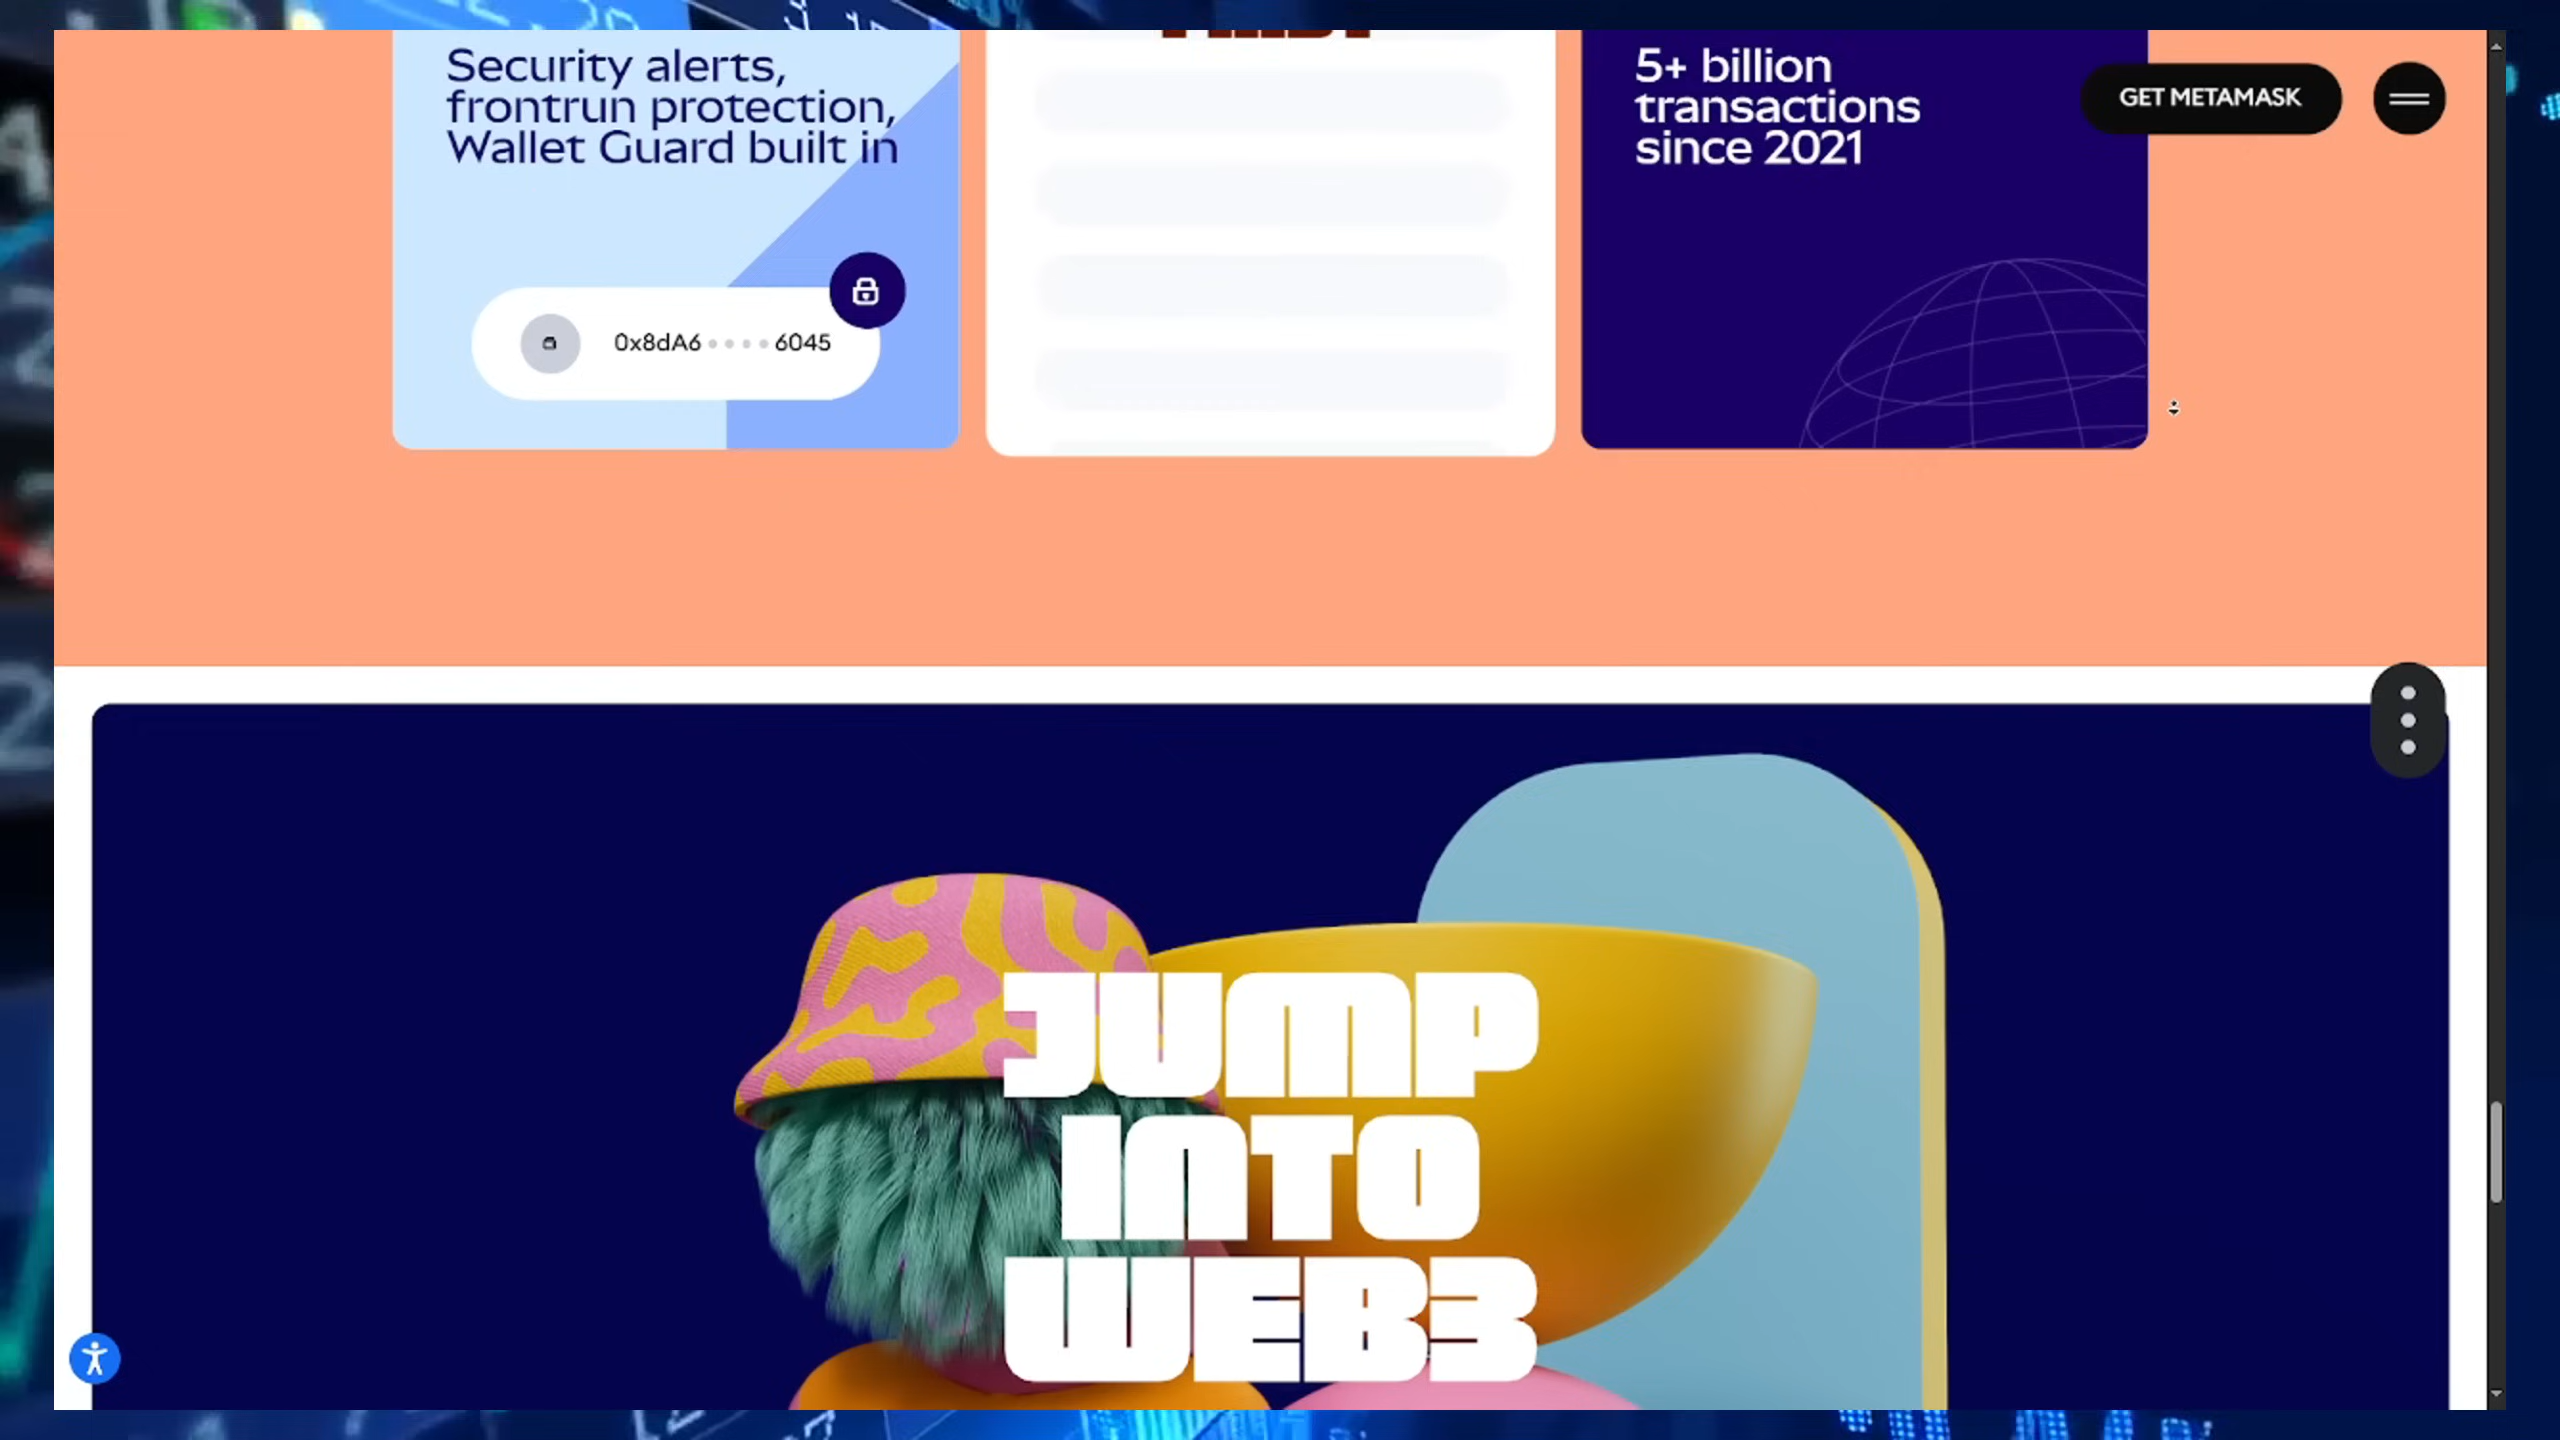 Security alerts,
frontrun protection,
Wallet Guard built in
0x8dA6 •••• 6045
5+ billion
transactions
since 2021
GET METAMASK
JUMP
INTO
WEB3